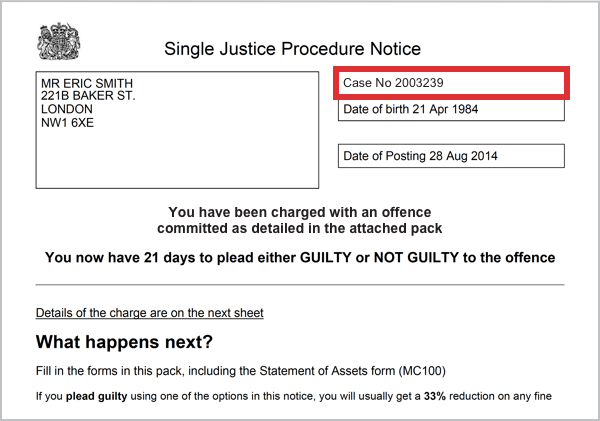 Single Justice Procedure Notice
MR ERIC SMITH
221B BAKER ST.
LONDON
NW1 6XE
Case No 2003239
Date of birth 21 Apr 1984
Date of Posting 28 Aug 2014
You have been charged with an offence
committed as detailed in the attached pack
You now have 21 days to plead either GUILTY or NOT GUILTY to the offence
Details of the charge are on the next sheet
What happens next?
Fill in the forms in this pack, including the Statement of Assets form (MC100)
If you plead guilty using one of the options in this notice, you will usually get a 33% reduction on any fine